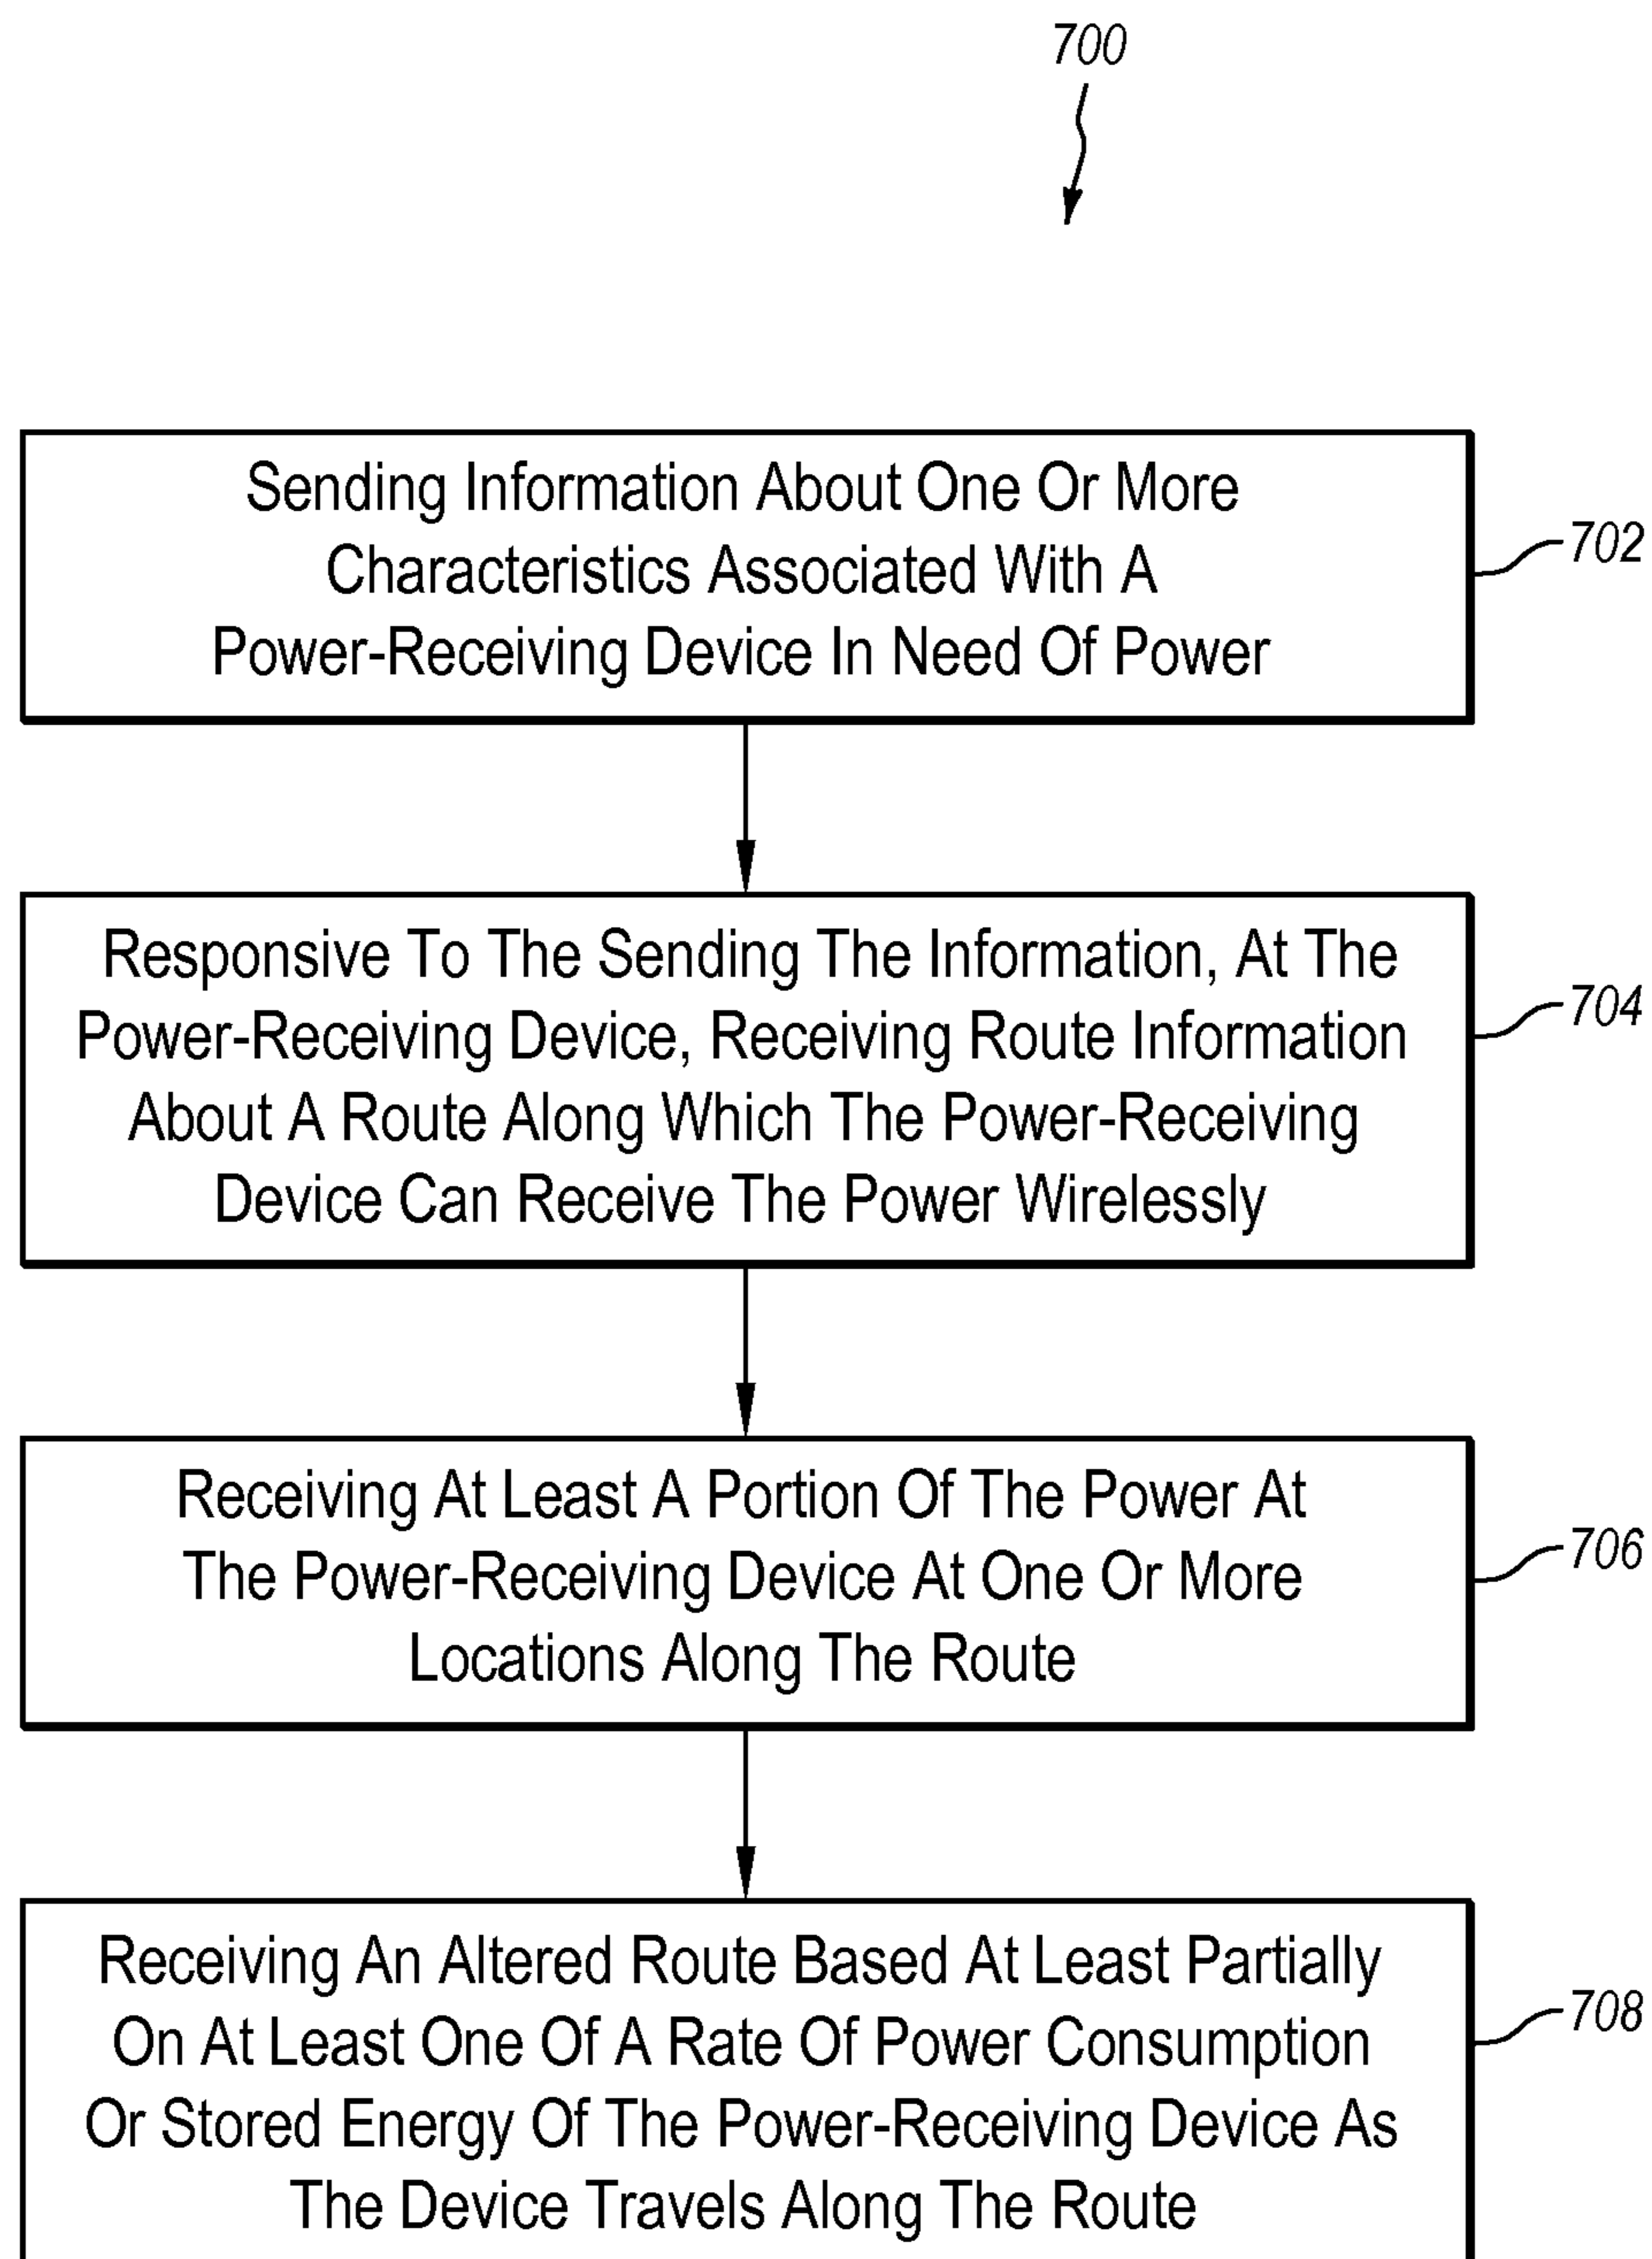 700
Sending Information About One Or More
Characteristics Associated With A
Power-Receiving Device In Need Of Power
702
Responsive To The Sending The Information, At The
Power-Receiving Device, Receiving Route Information
About A Route Along Which The Power-Receiving
Device Can Receive The Power Wirelessly
704
Receiving At Least A Portion Of The Power At
The Power-Receiving Device At One Or More
Locations Along The Route
706
Receiving An Altered Route Based At Least Partially
On At Least One Of A Rate Of Power Consumption
Or Stored Energy Of The Power-Receiving Device As
The Device Travels Along The Route
708